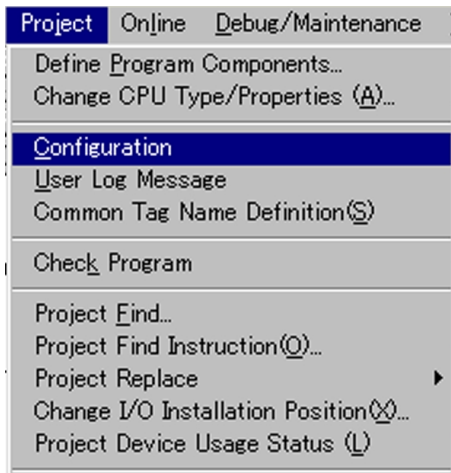 Project Online Debug/Maintenance
Define Program Components...
Change CPU Type/Properties (A)...
Configuration
User Log Message
Common Tag Name Definition(S)
Check Program
Project Find...
Project Find Instruction(O)...
Project Replace
Change I/O Installation Position(X)...
Project Device Usage Status (L)